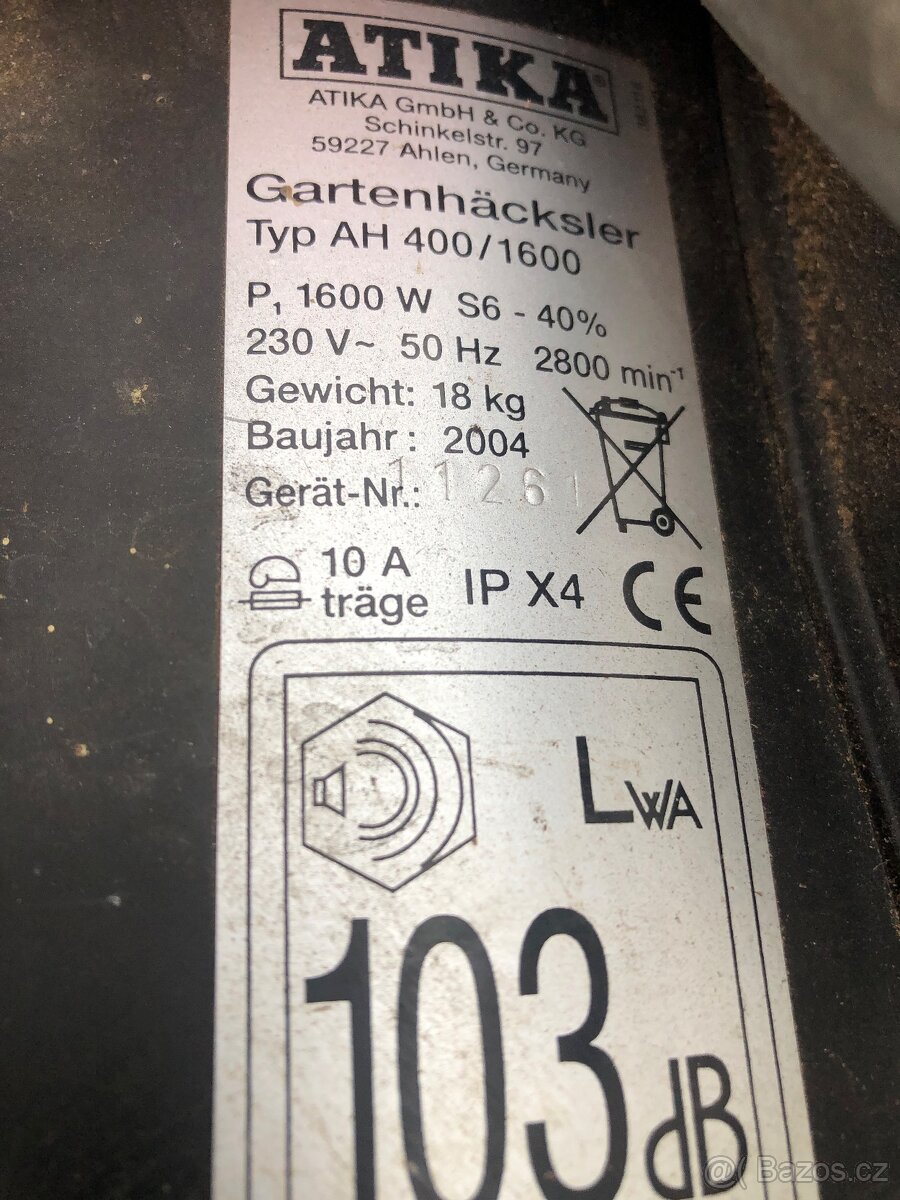 ATIKA®
ATIKA GmbH & Co. KG
Schinkelstr. 97
59227 Ahlen, Germany
Gartenhäcksler
Typ AH 400/1600
P₁ 1600 W S6 - 40%
230 V~ 50 Hz 2800 min⁻¹
Gewicht: 18 kg
Baujahr: 2004
Gerät-Nr.: 11261
10 A
träge
IP X4 CE
LWA
103 dB
@( Bazos.cz